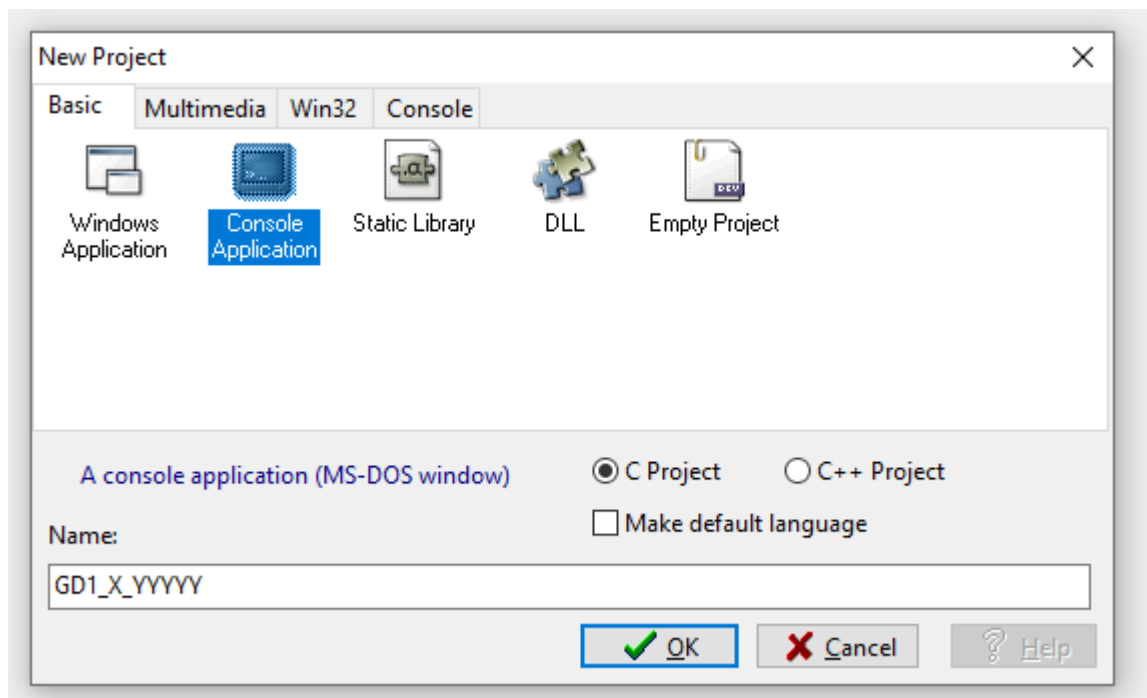 New Project
Basic Multimedia Win32 Console
Windows Application
Console Application
Static Library
DLL
Empty Project
A console application (MS-DOS window)
C Project
C++ Project
Make default language
Name:
GD1_X_YYYYY
OK
Cancel
Help